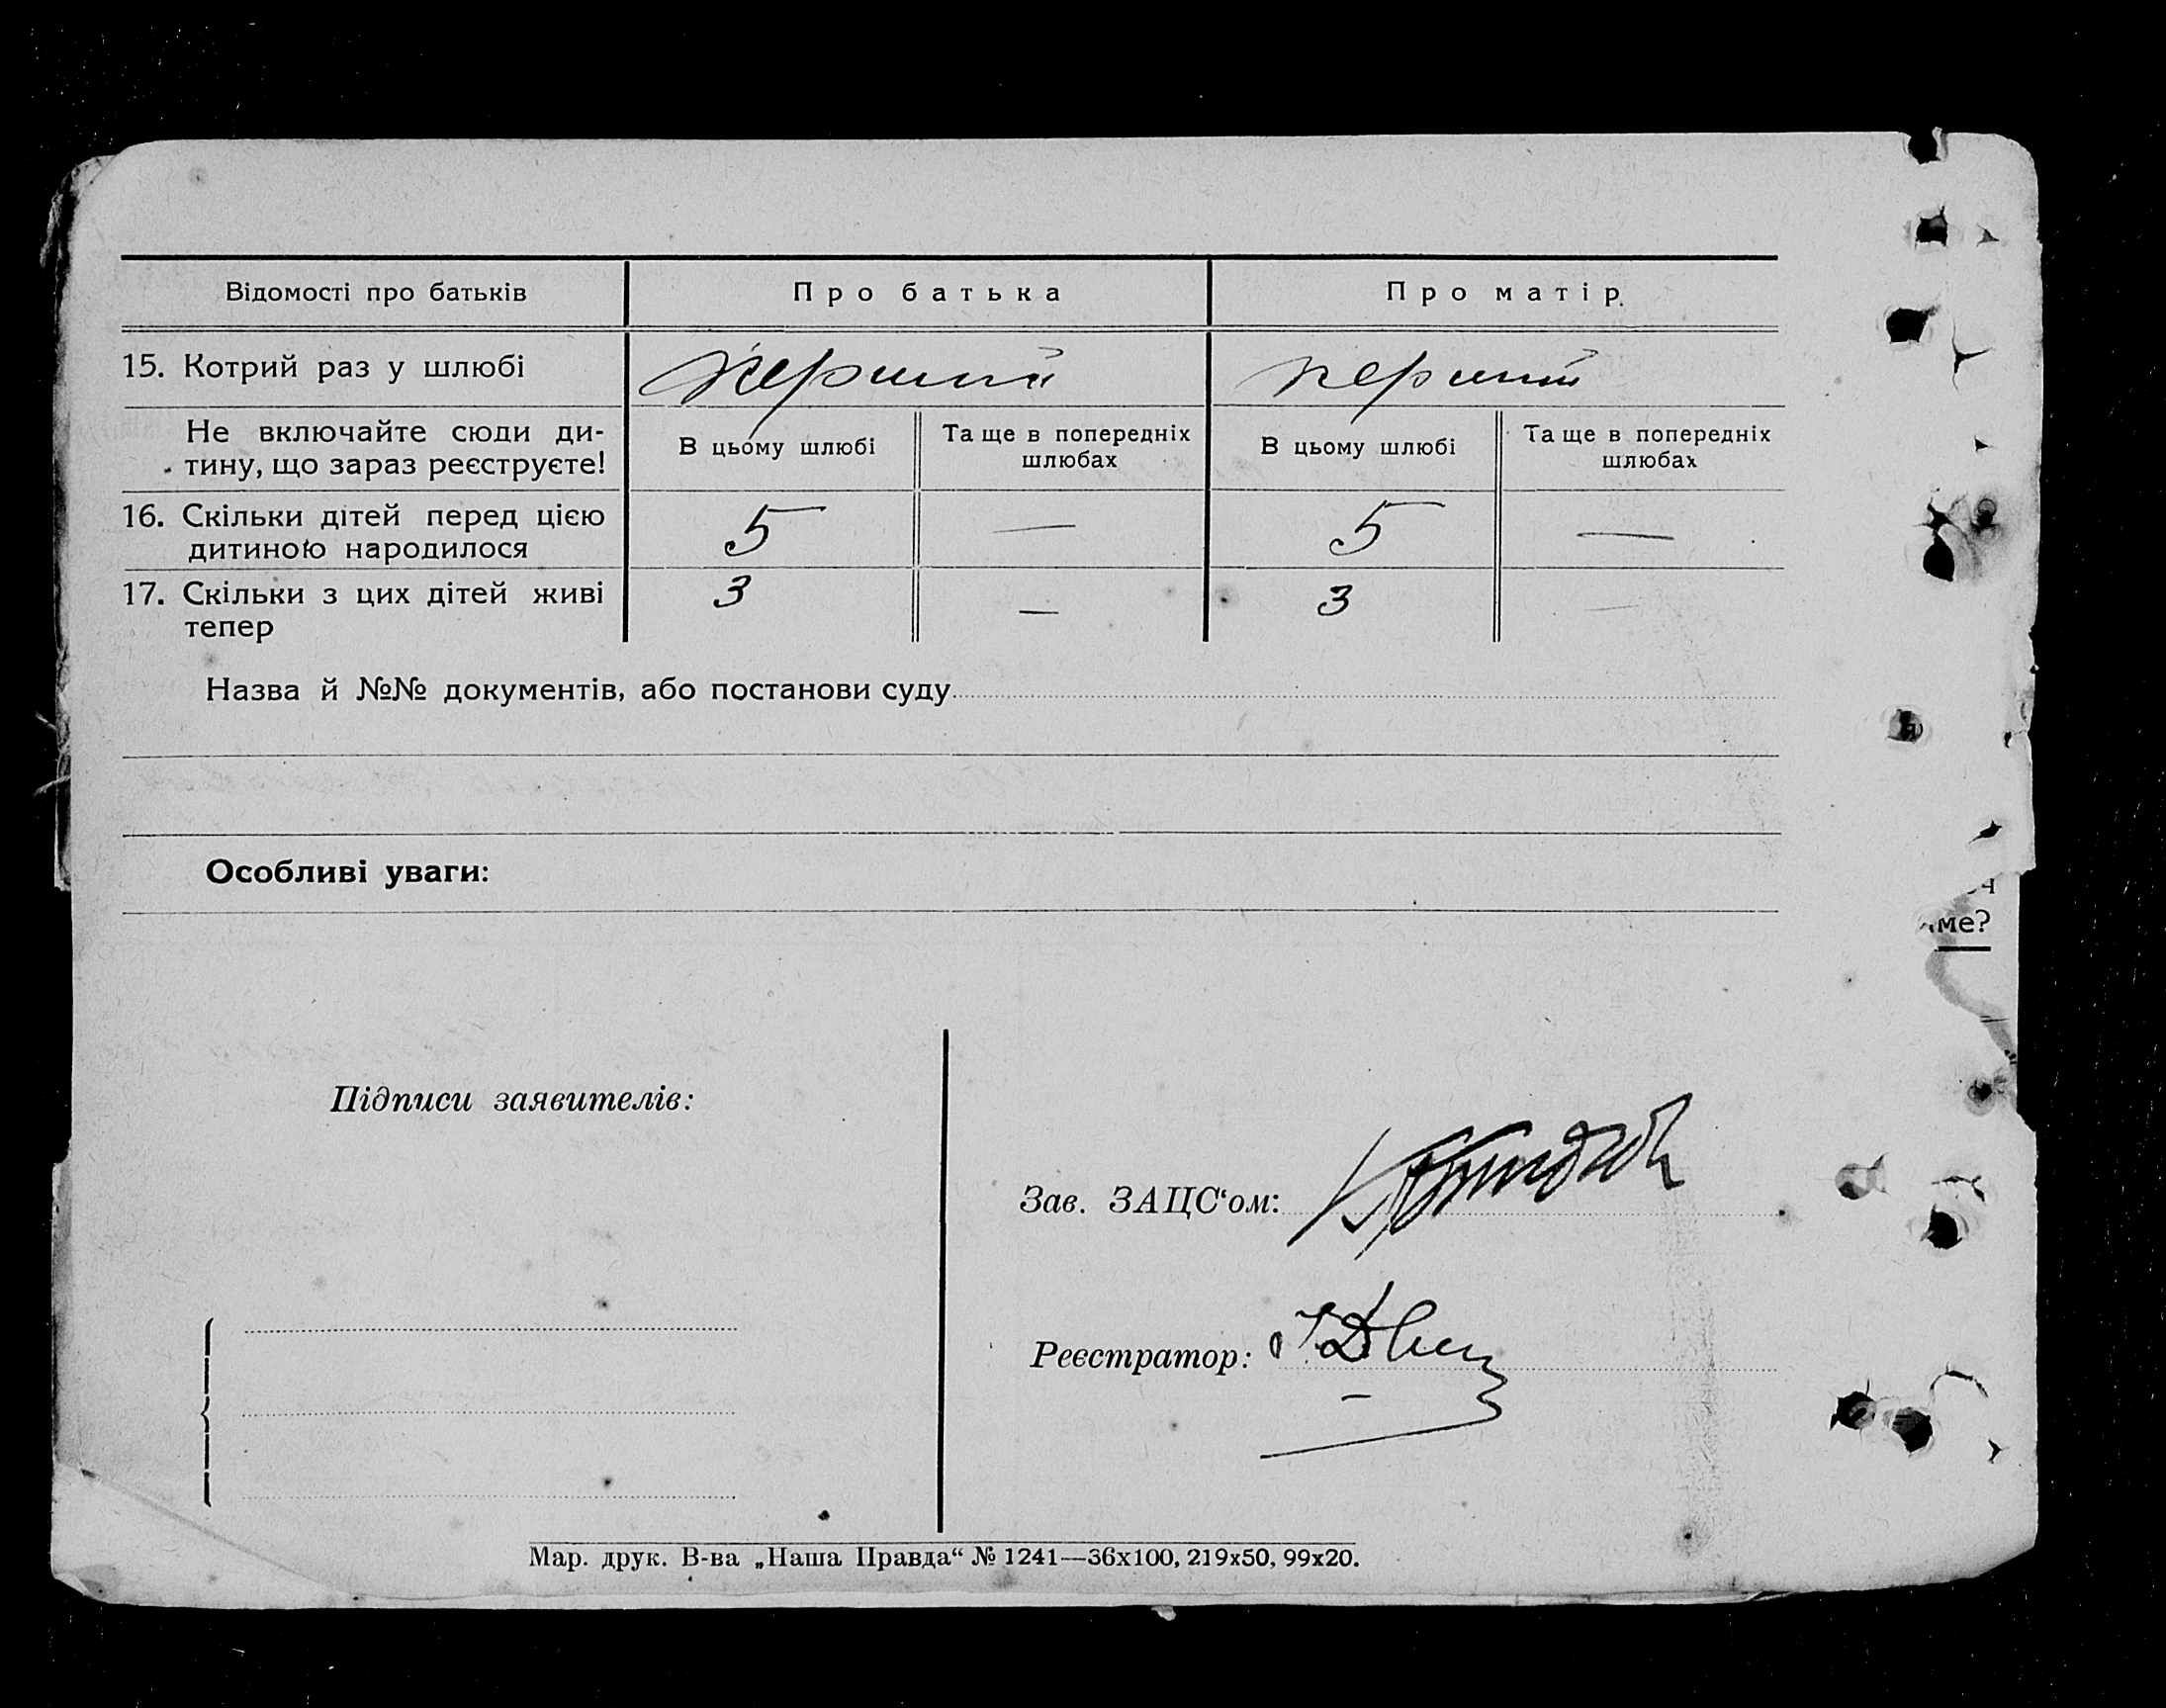 Відомості про батьків Про батька Про матір
15. Котрий раз у шлюбі перший перший
Не включайте сюди ди-
тину, що зараз реєструєте!
В цьому шлюбі Та ще в попередніх шлюбах В цьому шлюбі Та ще в попередніх шлюбах
16. Скільки дітей перед цією
дитиною народилося 5 — 5 —
17. Скільки з цих дітей живі
тепер 3 — 3 —
Назва й №№ документів, або постанови суду
Особливі уваги:
ме?
Підписи заявителів:
Зав. ЗАЦС‘ом:
Реєстратор:
Мар. друк. В-ва „Наша Правда“ № 1241—36х100, 219х50, 99х20.